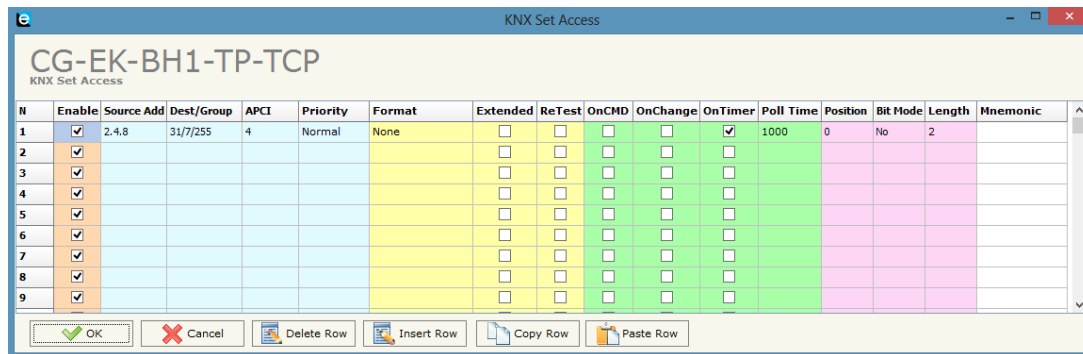 e
KNX Set Access
CG-EK-BH1-TP-TCP
KNX Set Access
N Enable Source Add Dest/Group APCI Priority Format Extended ReTest OnCMD OnChange OnTimer Poll Time Position Bit Mode Length Mnemonic
1 2.4.8 31/7/255 4 Normal None 1000 0 No 2
2
3
4
5
6
7
8
9
OK Cancel Delete Row Insert Row Copy Row Paste Row